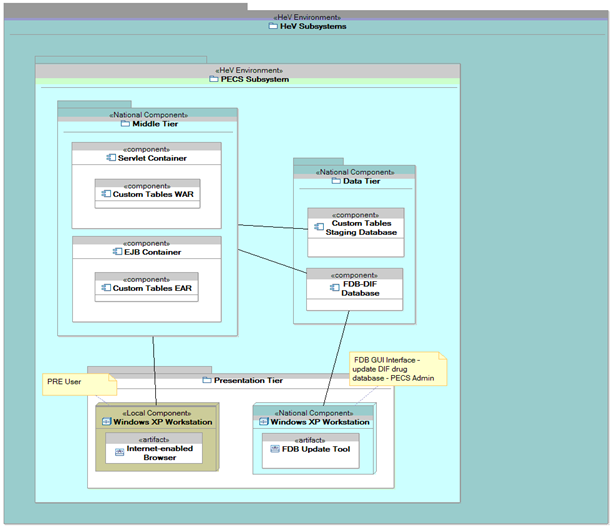 «HeV Environment»
HeV Subsystems
«HeV Environment»
PECS Subsystem
«National Component»
Middle Tier
«component»
Servlet Container
«component»
Custom Tables WAR
«component»
EJB Container
«component»
Custom Tables EAR
«National Component»
Data Tier
«component»
Custom Tables
Staging Database
«component»
FDB-DIF
Database
Presentation Tier
PRE User
FDB GUI Interface -
update DIF drug
database - PECS Admin
«Local Component»
Windows XP Workstation
«artifact»
Internet-enabled
Browser
«National Component»
Windows XP Workstation
«artifact»
FDB Update Tool